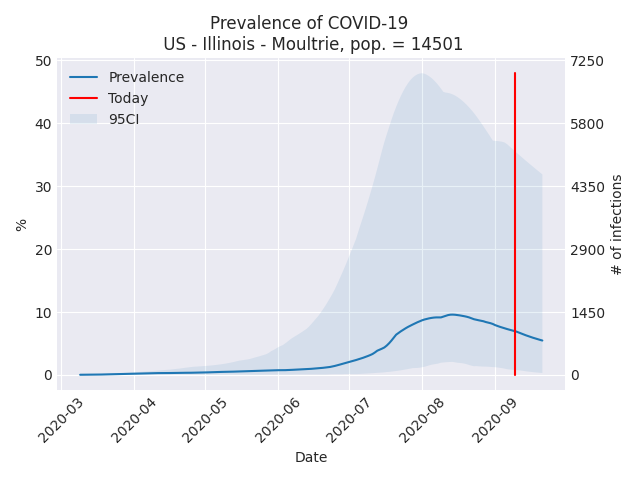 Prevalence of COVID-19
US - Illinois - Moultrie, pop. = 14501
Prevalence
Today
95CI
50
40
30
20
10
0
%
7250
5800
4350
2900
1450
0
# of infections
2020-03
2020-04
2020-05
2020-06
2020-07
2020-08
2020-09
Date